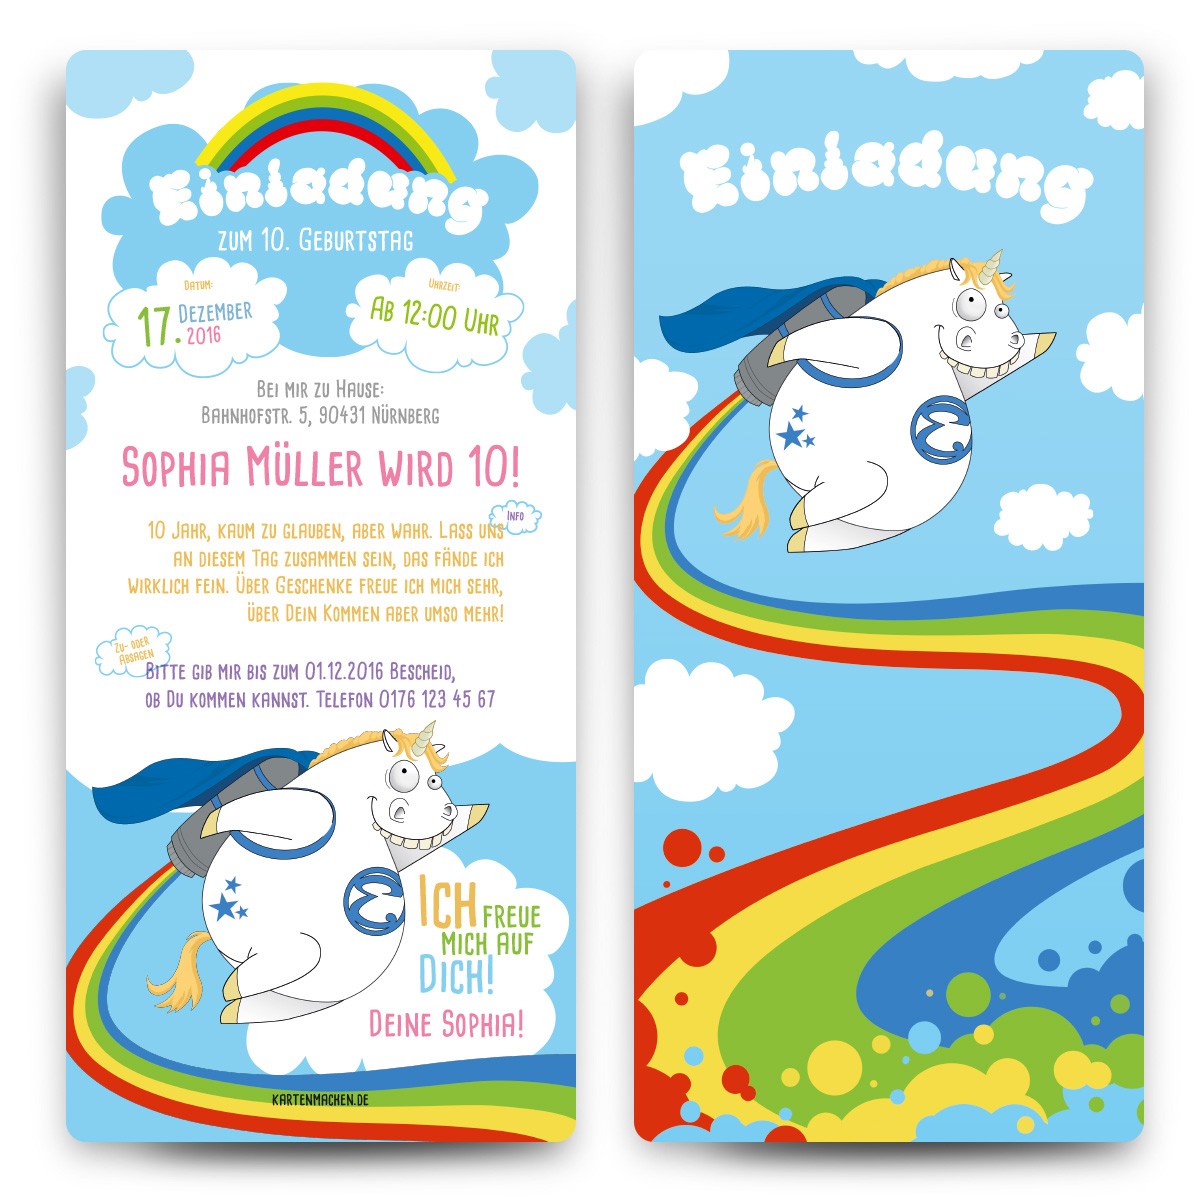 Einladung
zum 10. Geburtstag
Datum:
17. Dezember
2016
Uhrzeit:
Ab 12:00 Uhr
Bei mir zu Hause:
Bahnhofstr. 5, 90431 Nürnberg
Sophia Müller wird 10!
Info
10 Jahr, kaum zu glauben, aber wahr. Lass uns
an diesem Tag zusammen sein, das fände ich
wirklich fein. Über Geschenke freue ich mich sehr,
über Dein Kommen aber umso mehr!
Zu- oder
Absagen
Bitte gib mir bis zum 01.12.2016 Bescheid,
ob Du kommen kannst. Telefon 0176 123 45 67
Ich freue
mich auf
Dich!
Deine Sophia!
kartenmachen.de
Einladung